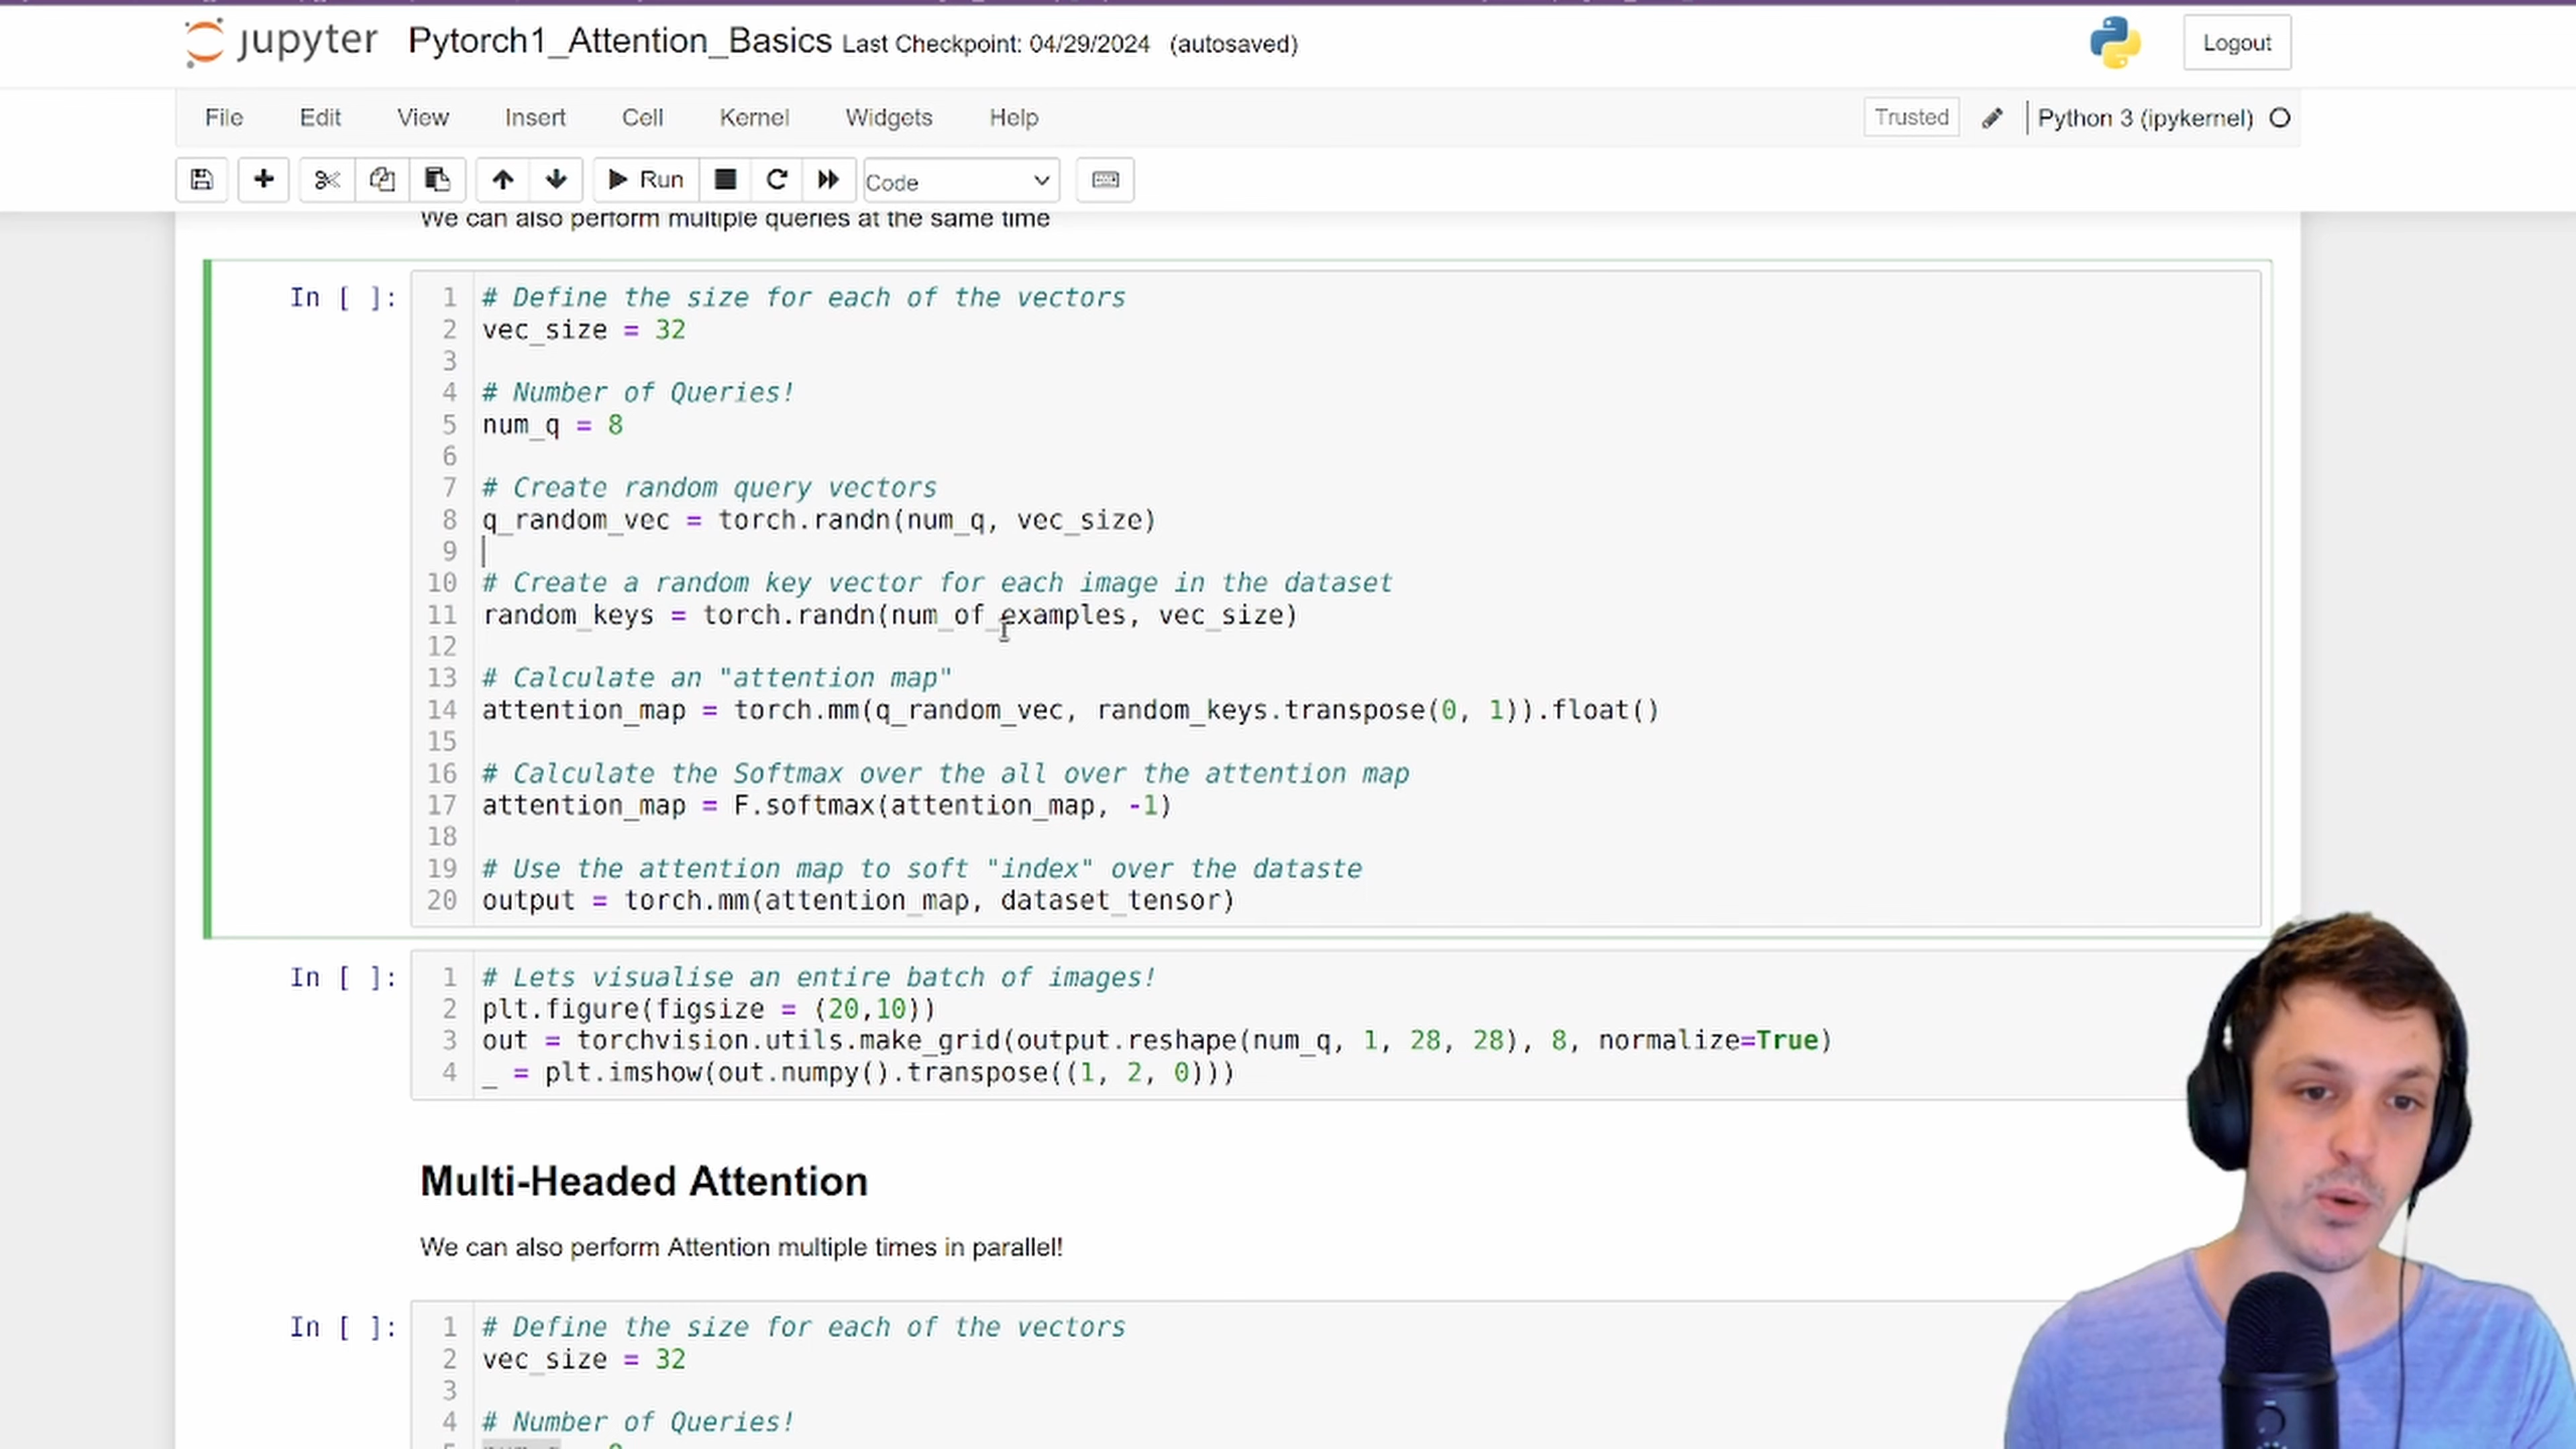 jupyter Pytorch1_Attention_Basics Last Checkpoint: 04/29/2024 (autosaved) Logout
File Edit View Insert Cell Kernel Widgets Help Trusted Python 3 (ipykernel)
Run Code
We can also perform multiple queries at the same time
In [ ]: 1 # Define the size for each of the vectors
2 vec_size = 32
3
4 # Number of Queries!
5 num_q = 8
6
7 # Create random query vectors
8 q_random_vec = torch.randn(num_q, vec_size)
9
10 # Create a random key vector for each image in the dataset
11 random_keys = torch.randn(num_of_examples, vec_size)
12
13 # Calculate an "attention map"
14 attention_map = torch.mm(q_random_vec, random_keys.transpose(0, 1)).float()
15
16 # Calculate the Softmax over the all over the attention map
17 attention_map = F.softmax(attention_map, -1)
18
19 # Use the attention map to soft "index" over the dataste
20 output = torch.mm(attention_map, dataset_tensor)
In [ ]: 1 # Lets visualise an entire batch of images!
2 plt.figure(figsize = (20,10))
3 out = torchvision.utils.make_grid(output.reshape(num_q, 1, 28, 28), 8, normalize=True)
4 _ = plt.imshow(out.numpy().transpose((1, 2, 0)))
Multi-Headed Attention
We can also perform Attention multiple times in parallel!
In [ ]: 1 # Define the size for each of the vectors
2 vec_size = 32
3
4 # Number of Queries!